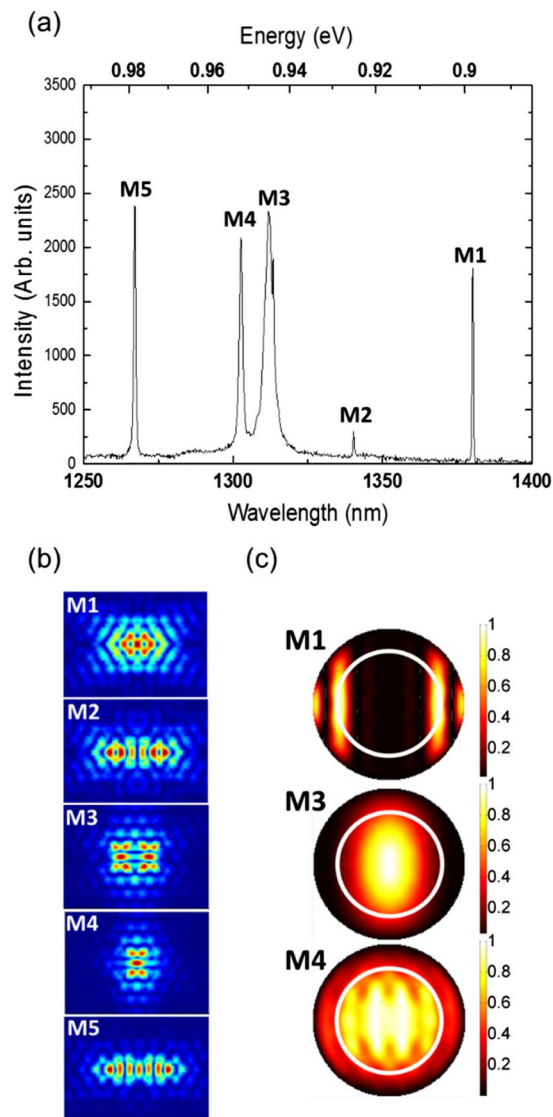 (a)
Energy (eV)
0.98 0.96 0.94 0.92 0.9
3500
3000
2500
2000
1500
1000
500
0
Intensity (Arb. units)
M5
M4
M3
M2
M1
1250 1300 1350 1400
Wavelength (nm)
(b)
M1
M2
M3
M4
M5
(c)
M1
1
0.8
0.6
0.4
0.2
M3
1
0.8
0.6
0.4
0.2
M4
1
0.8
0.6
0.4
0.2